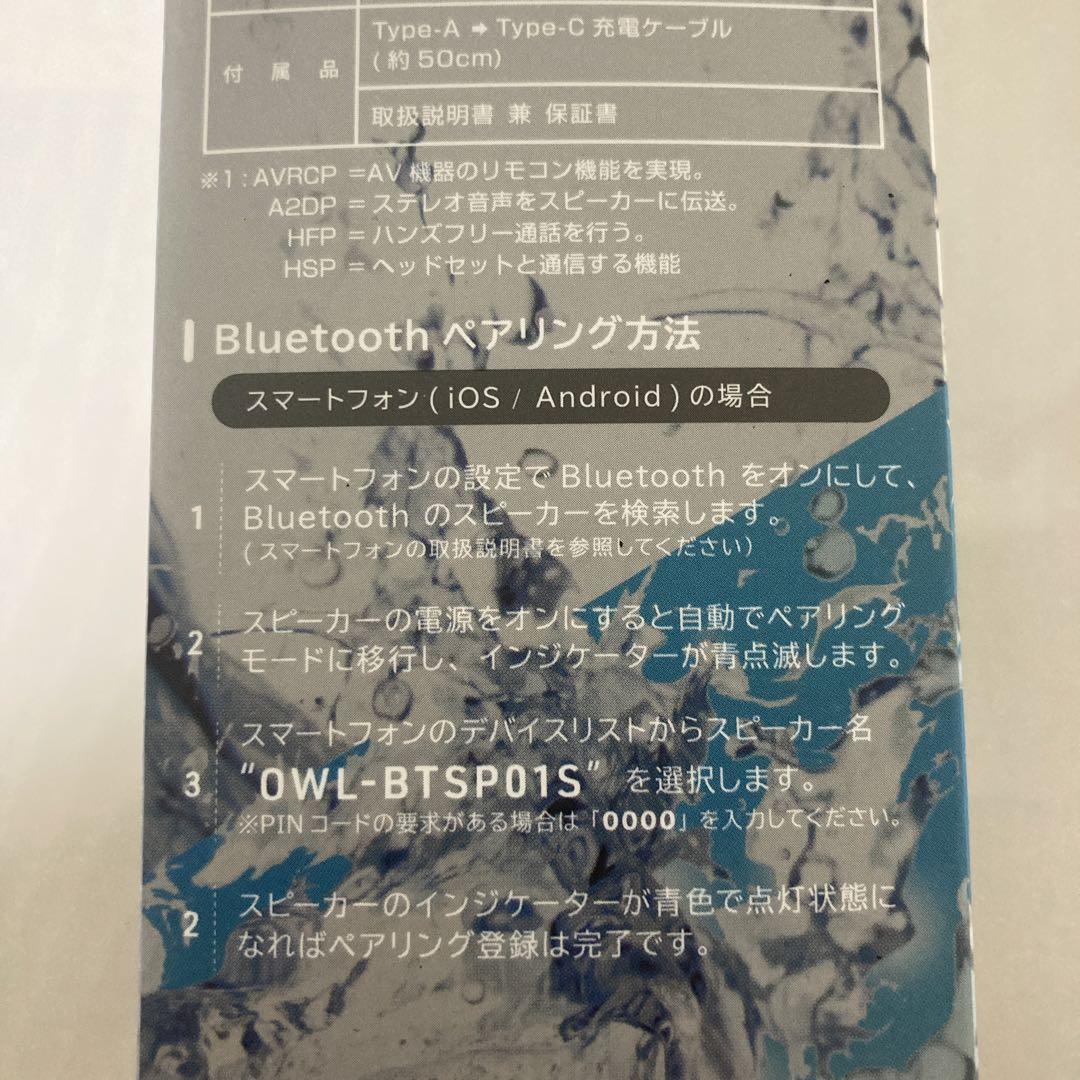 付属品
Type-A ➡ Type-C 充電ケーブル
(約50cm)
取扱説明書 兼 保証書
※1:AVRCP =AV機器のリモコン機能を実現。
A2DP =ステレオ音声をスピーカーに伝送。
HFP =ハンズフリー通話を行う。
HSP =ヘッドセットと通信する機能
Bluetooth ペアリング方法
スマートフォン(iOS / Android)の場合
1
スマートフォンの設定で Bluetooth をオンにして、
Bluetooth のスピーカーを検索します。
(スマートフォンの取扱説明書を参照してください)
2
スピーカーの電源をオンにすると自動でペアリング
モードに移行し、インジケーターが青点滅します。
3
スマートフォンのデバイスリストからスピーカー名
“OWL-BTSP01S” を選択します。
※PINコードの要求がある場合は「0000」を入力してください。
2
スピーカーのインジケーターが青色で点灯状態に
なればペアリング登録は完了です。